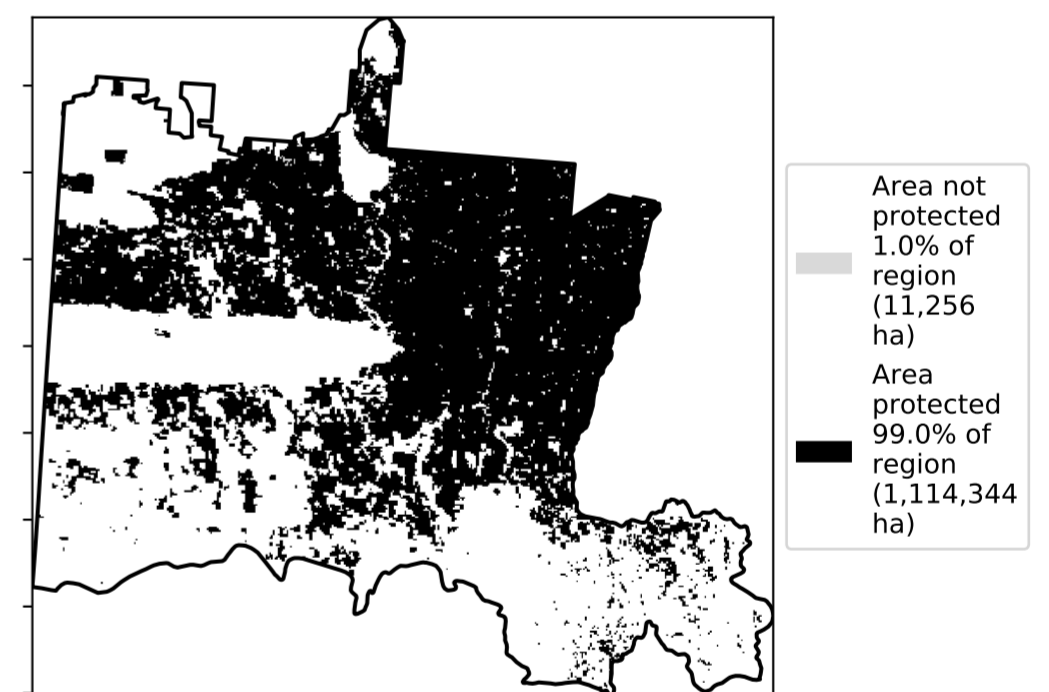 Area not
protected
1.0% of
region
(11,256
ha)
Area
protected
99.0% of
region
(1,114,344
ha)